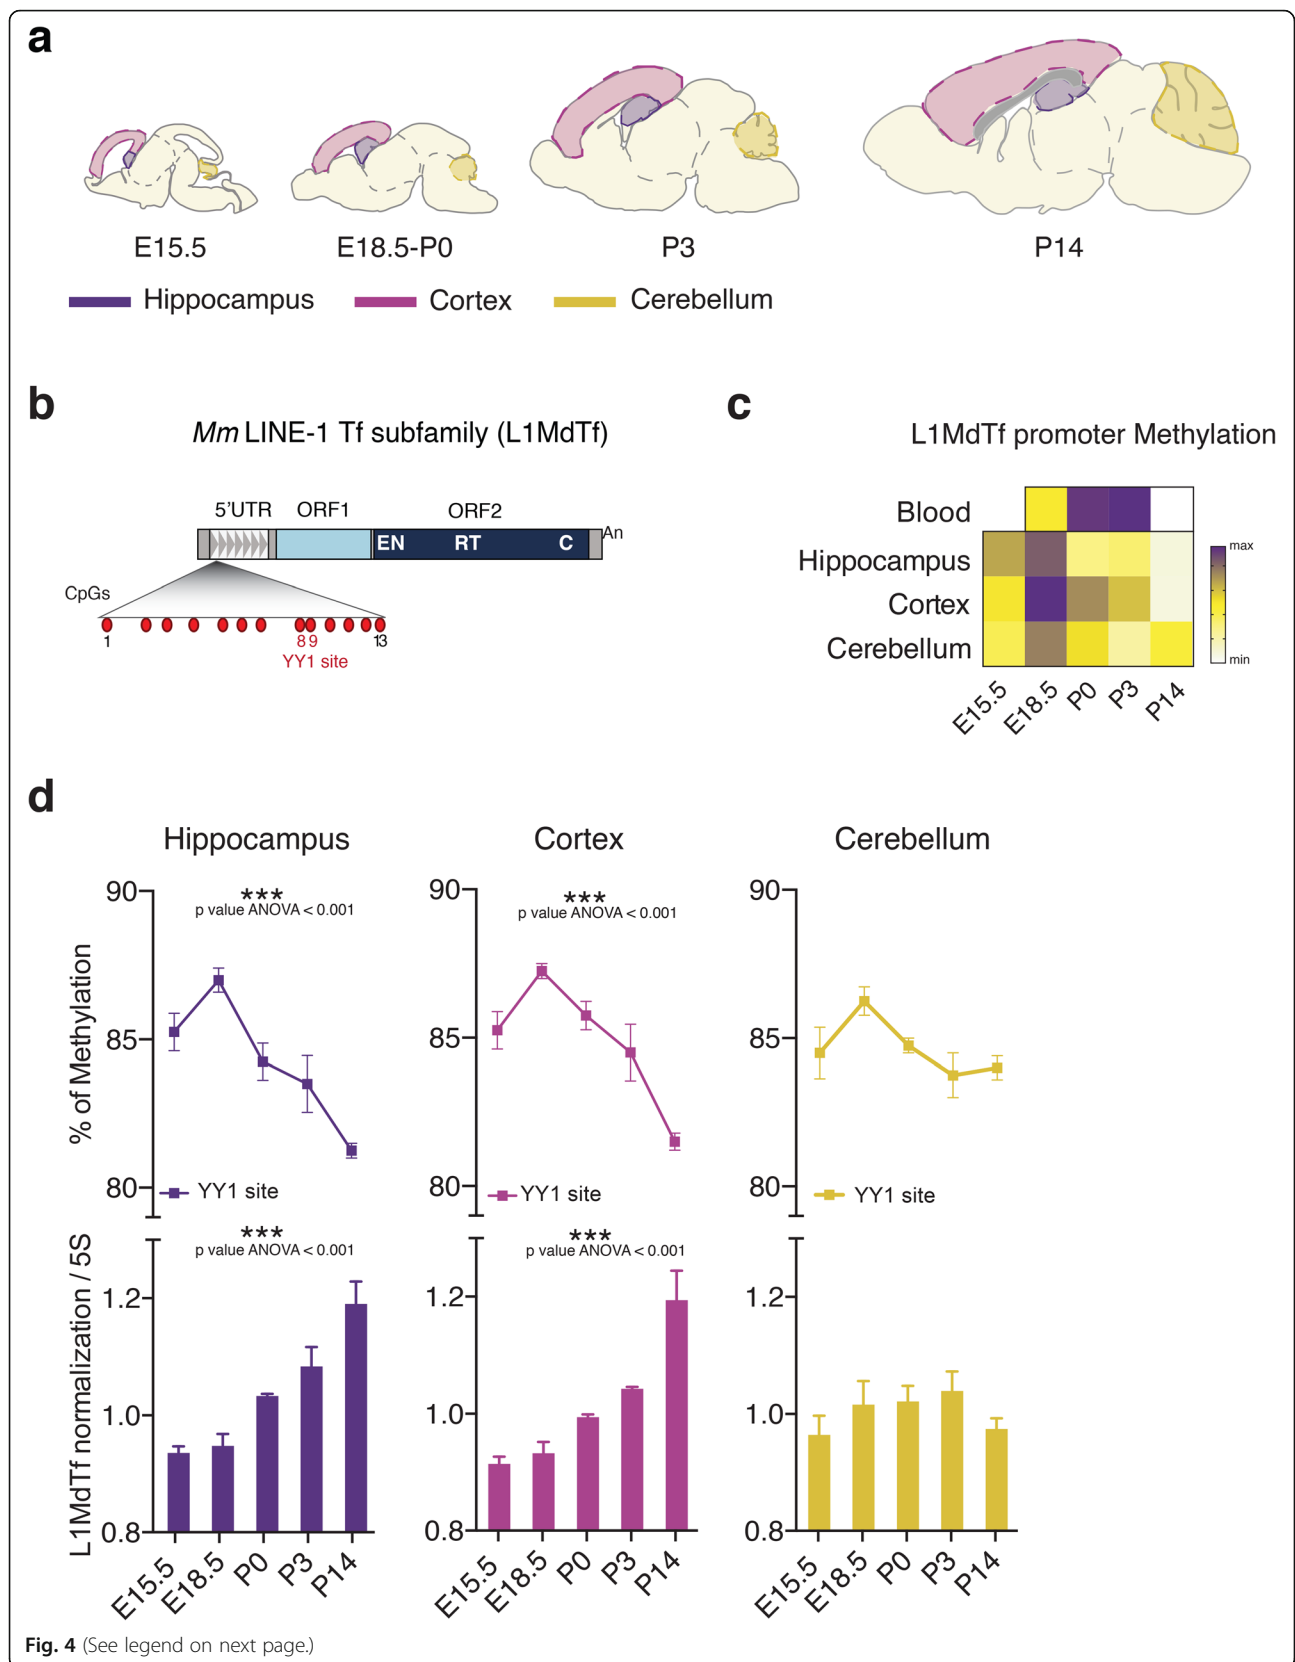 a
E15.5
E18.5-P0
P3
P14
Hippocampus
Cortex
Cerebellum
b
Mm LINE-1 Tf subfamily (L1MdTf)
5'UTR
ORF1
ORF2
EN
RT
C
An
CpGs
1
8
9
13
YY1 site
c
L1MdTf promoter Methylation
Blood
Hippocampus
Cortex
Cerebellum
E15.5
E18.5
P0
P3
P14
max
min
d
Hippocampus
Cortex
Cerebellum
% of Methylation
90
85
80
***
p value ANOVA < 0.001
YY1 site
90
85
80
***
p value ANOVA < 0.001
YY1 site
90
85
80
YY1 site
L1MdTf normalization / 5S
1.2
1.0
0.8
***
p value ANOVA < 0.001
E15.5
E18.5
P0
P3
P14
1.2
1.0
0.8
***
p value ANOVA < 0.001
E15.5
E18.5
P0
P3
P14
1.2
1.0
0.8
E15.5
E18.5
P0
P3
P14
Fig. 4 (See legend on next page.)